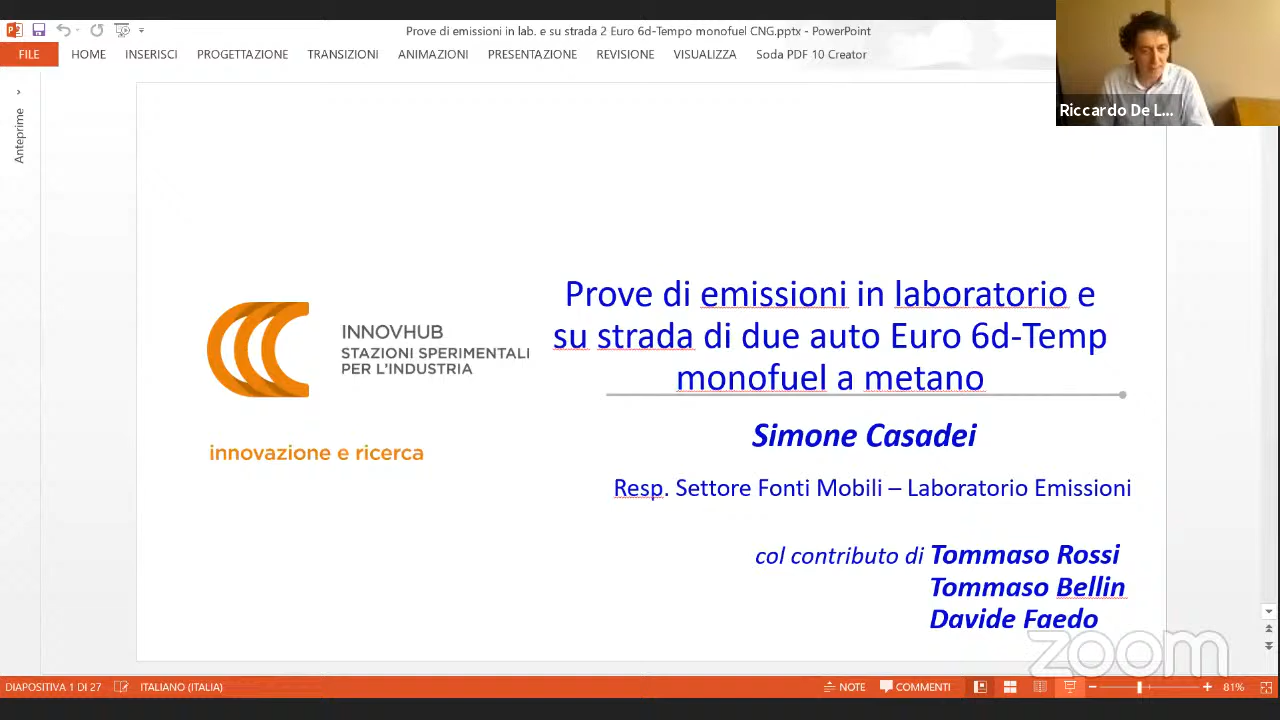 Prove di emissioni in lab. e su strada 2 Euro 6d-Tempo monofuel CNG.pptx - PowerPoint
FILE HOME INSERISCI PROGETTAZIONE TRANSIZIONI ANIMAZIONI PRESENTAZIONE REVISIONE VISUALIZZA Soda PDF 10 Creator
Riccardo De L...
Anteprime
Prove di emissioni in laboratorio e
su strada di due auto Euro 6d-Temp
monofuel a metano
INNOVHUB
STAZIONI SPERIMENTALI
PER L'INDUSTRIA
innovazione e ricerca
Simone Casadei
Resp. Settore Fonti Mobili – Laboratorio Emissioni
col contributo di Tommaso Rossi
Tommaso Bellin
Davide Faedo
zoom
DIAPOSITIVA 1 DI 27 ITALIANO (ITALIA) NOTE COMMENTI 81%